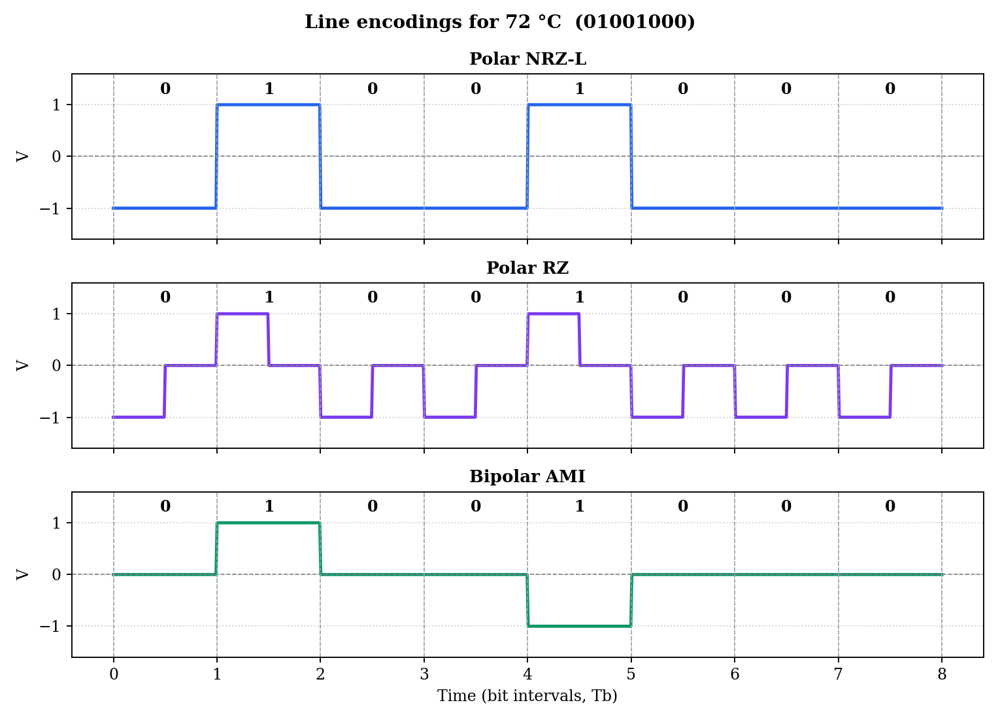 Line encodings for 72 °C (01001000)
Polar NRZ-L
0 1 0 0 1 0 0 0
1
0
−1
V
Polar RZ
0 1 0 0 1 0 0 0
1
0
−1
V
Bipolar AMI
0 1 0 0 1 0 0 0
1
0
−1
V
0 1 2 3 4 5 6 7 8
Time (bit intervals, Tb)